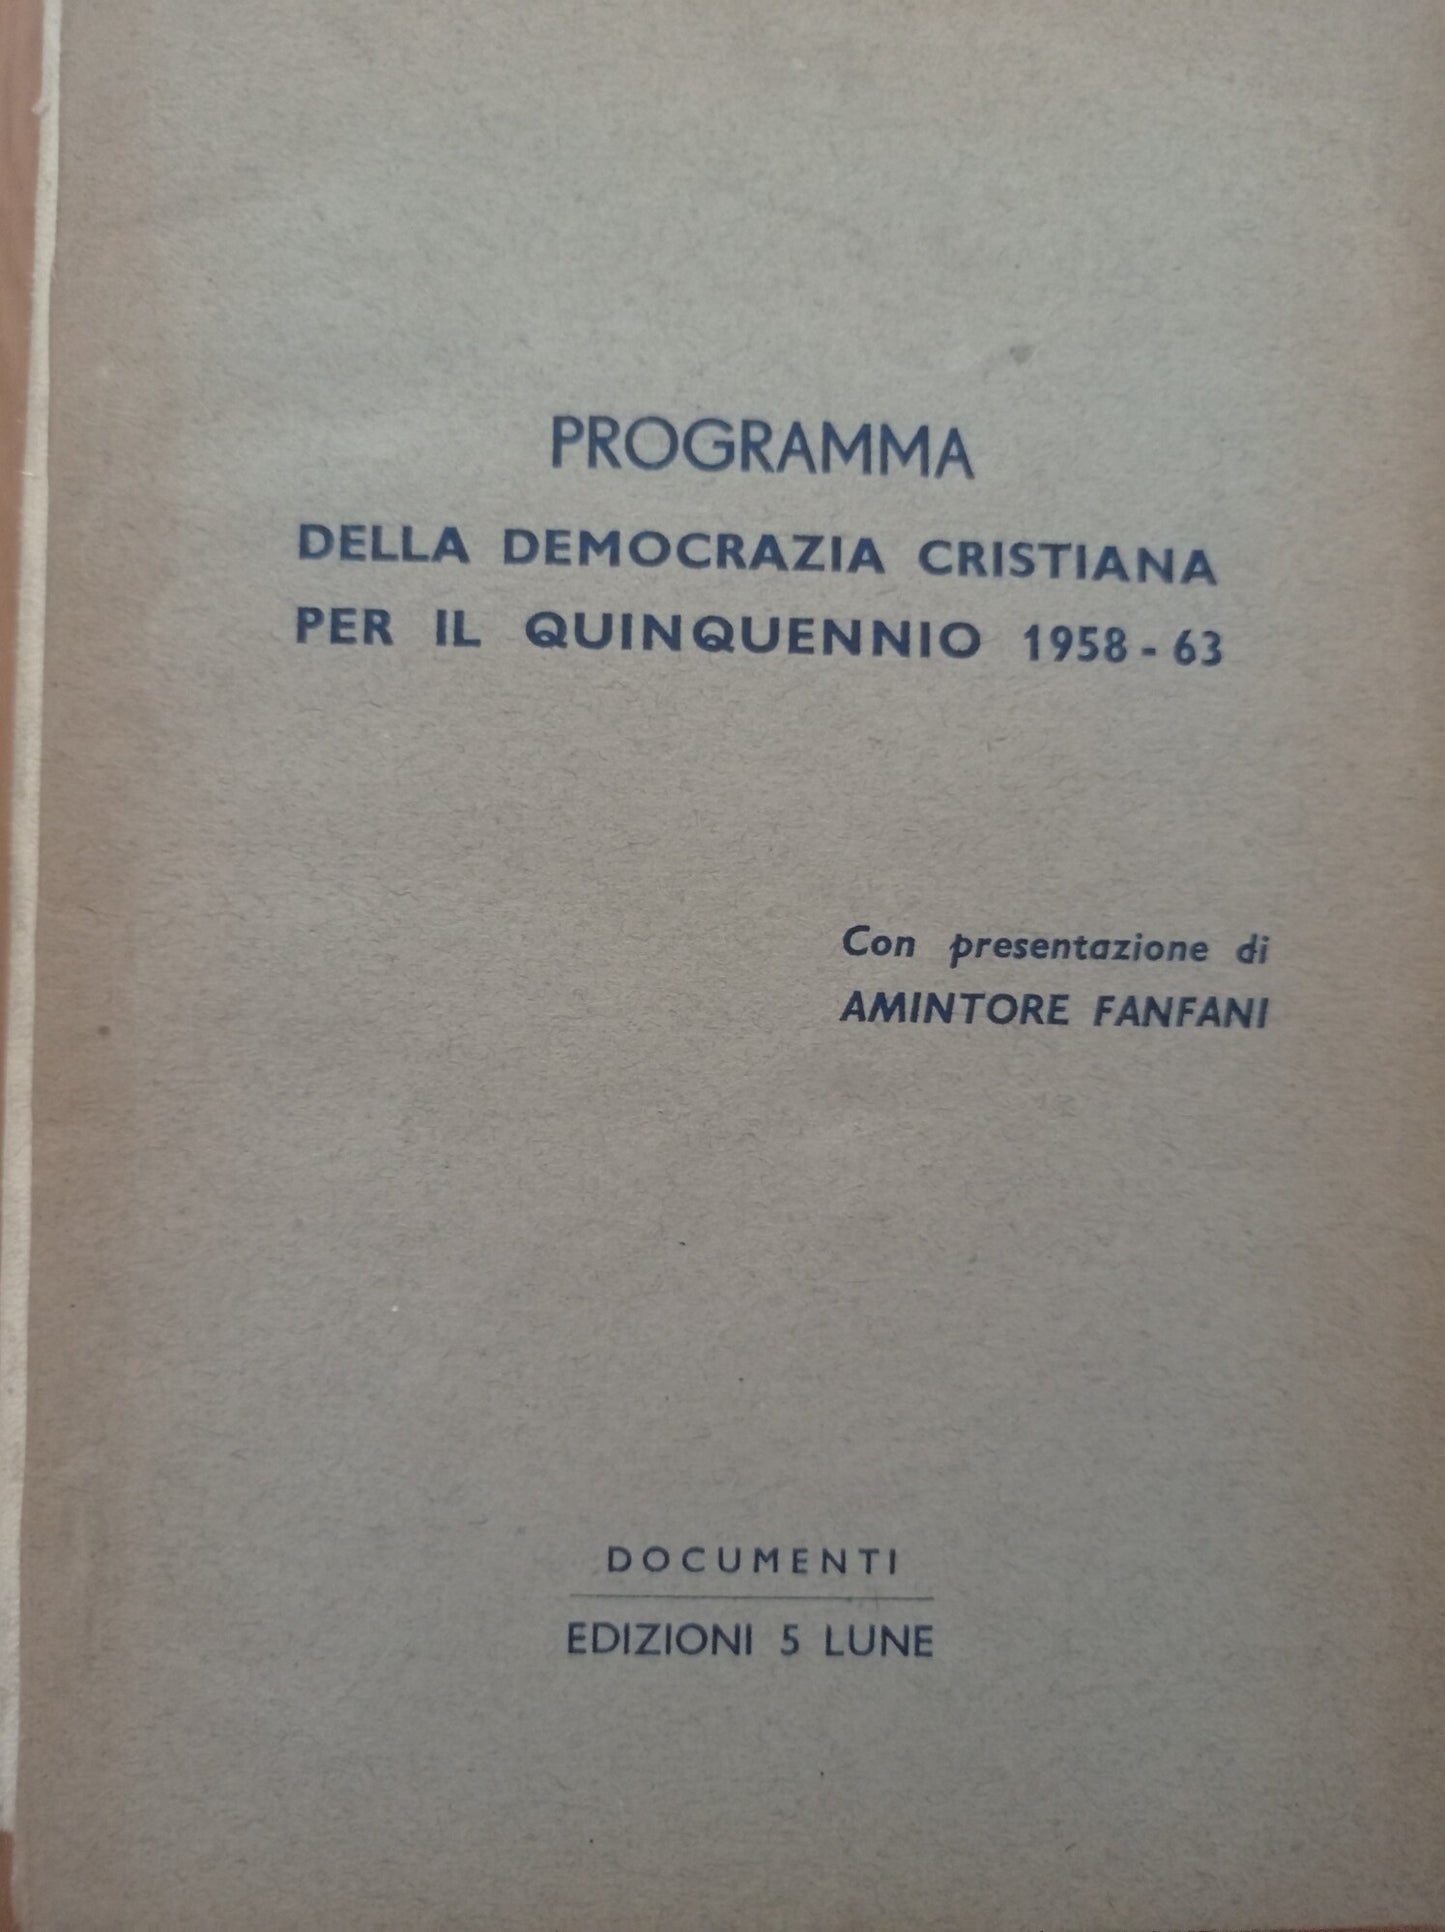 PROGRAMMA
DELLA DEMOCRAZIA CRISTIANA
PER IL QUINQUENNIO 1958-63
Con presentazione di
AMINTORE FANFANI
DOCUMENTI
EDIZIONI 5 LUNE